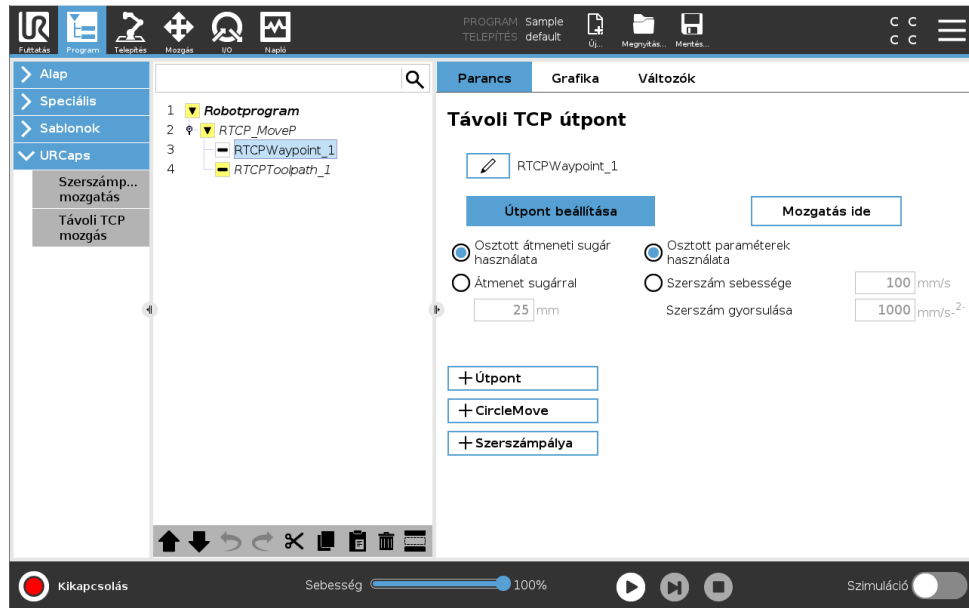 UR
PROGRAM Sample
TELEPÍTÉS default
C C
C C
Futtatás Program Telepítés Mozgás I/O Napló Új... Megnyitás... Mentés...
Alap
Speciális
Sablonok
URCaps
Szerszámp...
mozgatás
Távoli TCP
mozgás
1 Robotprogram
2 RTCP_MoveP
3 RTCPWaypoint_1
4 RTCPToolpath_1
Parancs Grafika Változók
Távoli TCP útpont
RTCPWaypoint_1
Útpont beállítása Mozgatás ide
Osztott átmeneti sugár
használata
Osztott paraméterek
használata
Átmenet sugárral Szerszám sebessége 100 mm/s
25 mm Szerszám gyorsulása 1000 mm/s-2-
Útpont
CircleMove
Szerszámpálya
Kikapcsolás Sebesség 100% Szimuláció